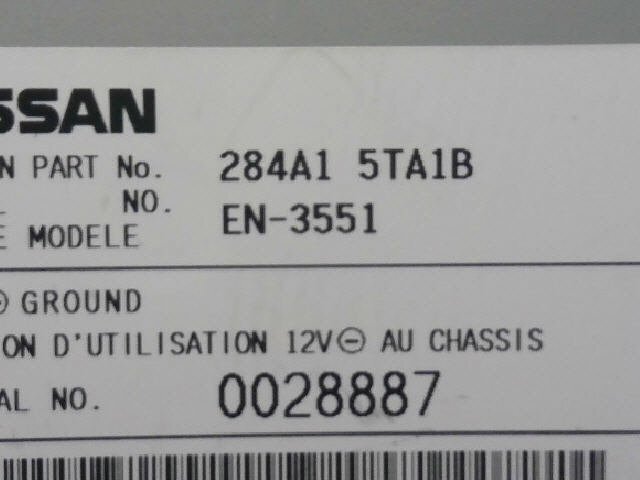 SSAN
N PART No. 284A1 5TA1B
NO. EN-3551
E MODELE
⊖ GROUND
ON D'UTILISATION 12V⊖ AU CHASSIS
AL NO. 0028887